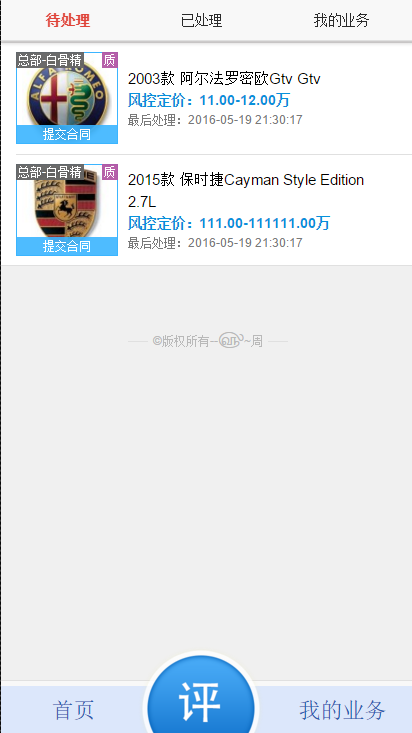 待处理 已处理 我的业务
总部-白骨精 质
ALFA ROMEO
提交合同
2003款 阿尔法罗密欧Gtv Gtv
风控定价：11.00-12.00万
最后处理：2016-05-19 21:30:17
总部-白骨精 质
提交合同
2015款 保时捷Cayman Style Edition
2.7L
风控定价：111.00-111111.00万
最后处理：2016-05-19 21:30:17
©版权所有--~周
首页 评 我的业务